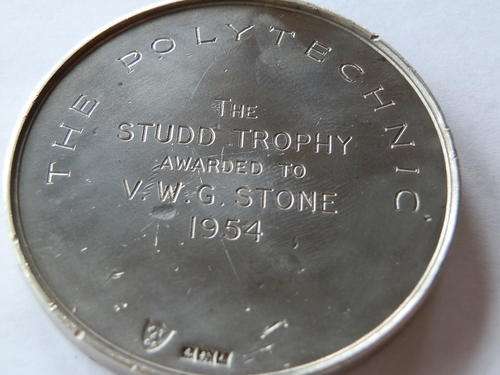 THE POLYTECHNIC
THE
STUDD TROPHY
AWARDED TO
V. W. G. STONE
1954